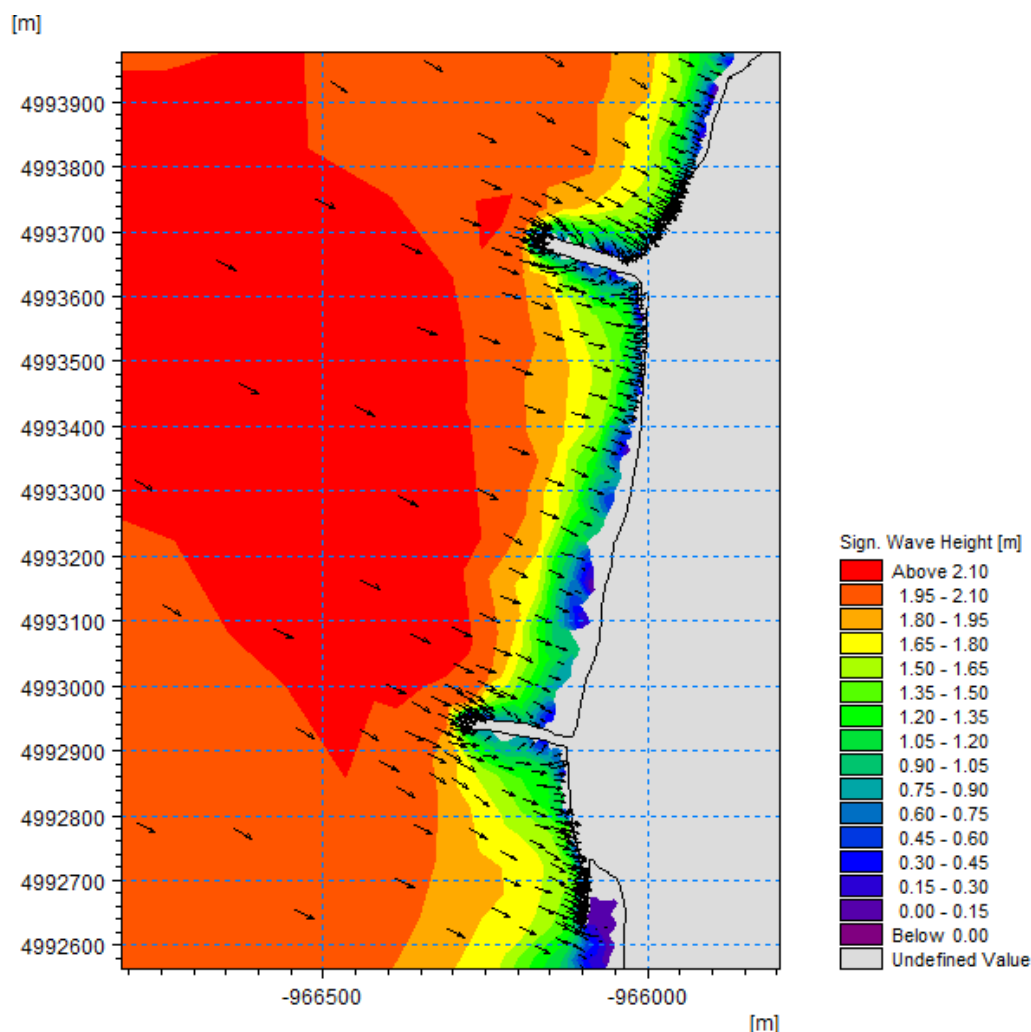 [m]
4993900
4993800
4993700
4993600
4993500
4993400
4993300
4993200
4993100
4993000
4992900
4992800
4992700
4992600
-966500
-966000
[m]
Sign. Wave Height [m]
Above 2.10
1.95 - 2.10
1.80 - 1.95
1.65 - 1.80
1.50 - 1.65
1.35 - 1.50
1.20 - 1.35
1.05 - 1.20
0.90 - 1.05
0.75 - 0.90
0.60 - 0.75
0.45 - 0.60
0.30 - 0.45
0.15 - 0.30
0.00 - 0.15
Below 0.00
Undefined Value